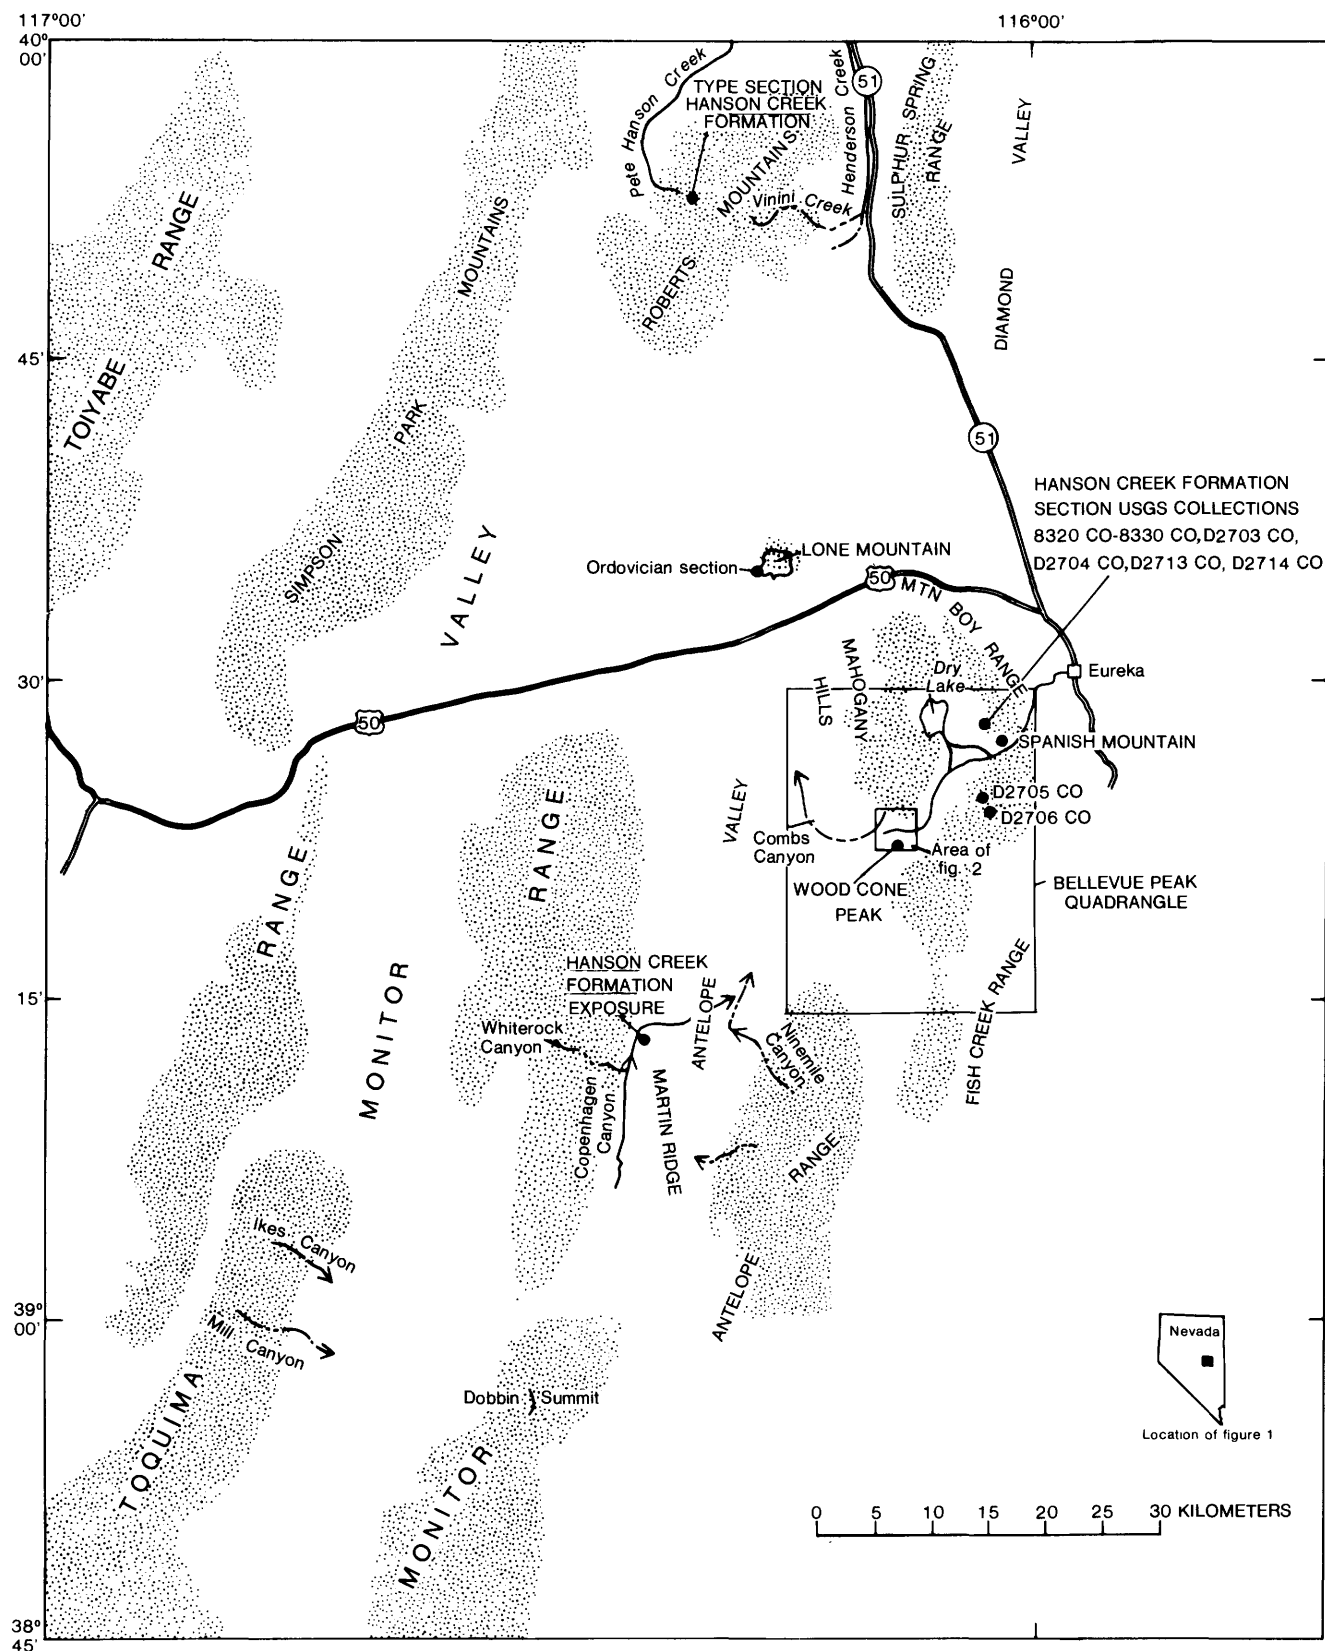 117°00'
116°00'
40°
00'
Pete Hanson Creek
TYPE SECTION
HANSON CREEK
FORMATION
Henderson Creek
51
SULPHUR SPRING
RANGE
VALLEY
DIAMOND
ROBERTS
MOUNTAINS
Vinini Creek
TOIYABE
RANGE
SIMPSON
PARK
MOUNTAINS
45'
51
HANSON CREEK FORMATION
SECTION USGS COLLECTIONS
8320 CO-8330 CO, D2703 CO,
D2704 CO, D2713 CO, D2714 CO
LONE MOUNTAIN
Ordovician section
50
MTN BOY RANGE
VALLEY
30'
MAHOGANY
HILLS
Dry
Lake
Eureka
50
SPANISH MOUNTAIN
D2705 CO
D2706 CO
VALLEY
Combs
Canyon
Area of
fig. 2
WOOD CONE
PEAK
BELLEVUE PEAK
QUADRANGLE
RANGE
RANGE
MONITOR
HANSON CREEK
FORMATION
EXPOSURE
ANTELOPE
FISH CREEK RANGE
15'
Whiterock
Canyon
Ninemile
Canyon
Copenhagen
Canyon
MARTIN RIDGE
RANGE
ANTELOPE
Ikes Canyon
39°
00'
Mill Canyon
Nevada
Location of figure 1
TOQUIMA
Dobbin Summit
MONITOR
0 5 10 15 20 25 30 KILOMETERS
38°
45'